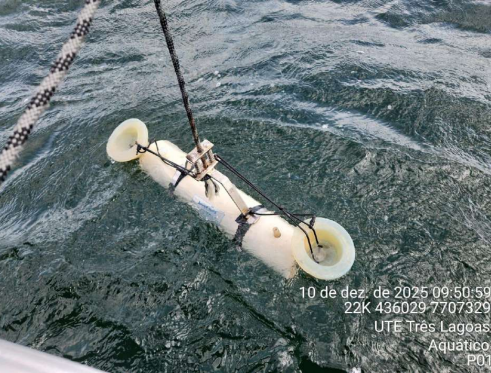 10 de dez. de 2025 09:50:59
22K 436029 7707329
UTE Três Lagoas
Aquático
P01